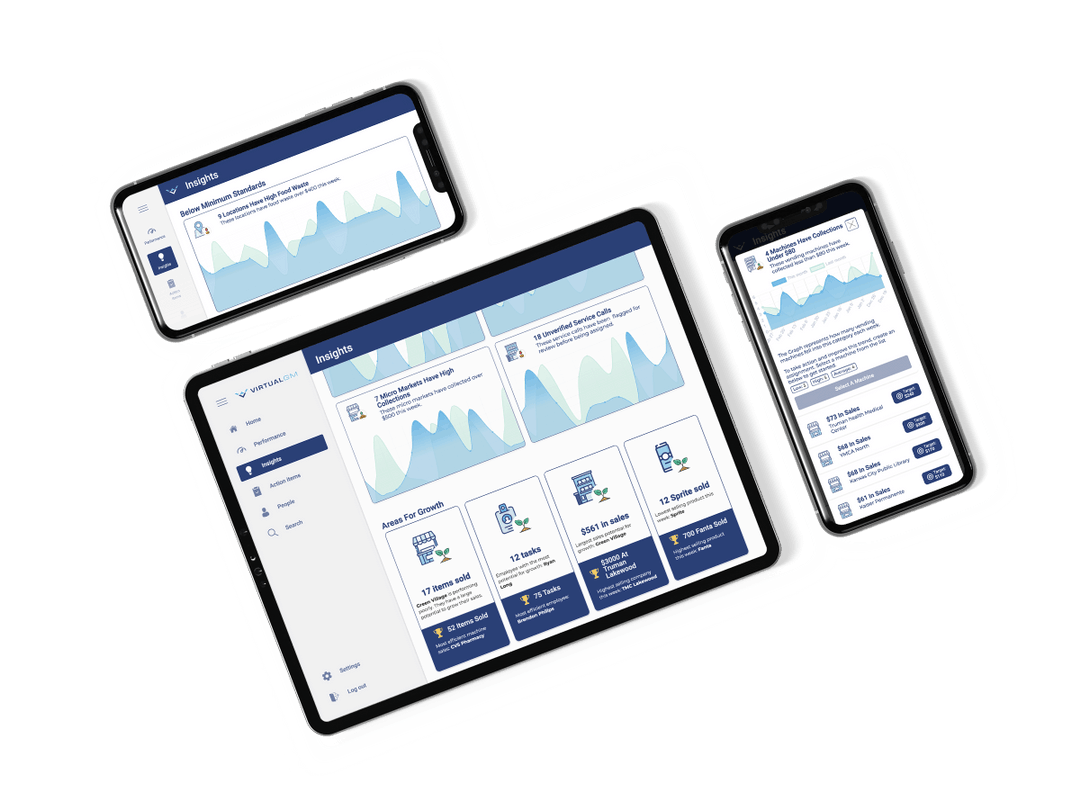 Insights
Below Minimum Standards
9 Locations Have High Food Waste
These locations have food waste over $400 this week.
Performance
Insights
VIRTUALGM
Home
Performance
Insights
Action Items
People
Search
Settings
Log out
Insights
7 Micro Markets Have High
Collections
These micro markets have collected over
$500 this week.
18 Unverified Service Calls
These service calls have been flagged for
review before being assigned.
Areas For Growth
17 items sold
Green Village is performing
poorly. They have a large
potential to grow their sales.
52 Items Sold
Most efficient machine
sales: CVS Pharmacy
12 tasks
Employee with the most
potential for growth: Ryan
Long
75 Tasks
Most efficient employee:
Brandon Philips
$561 in sales
Largest sales potential for
growth: Green Village
$3000 At
Truman
Lakewood
Highest selling company
this week: TMC Lakewood
12 Sprite sold
Lowest selling product this
week: Sprite
700 Fanta Sold
Highest selling product
this week: Fanta
Insights
4 Machines Have Collections
Under $80
These vending machines have
collected less than $80 this week.
This month
Last month
The Graph represents how many vending
machines fell into this category each week.
To take action and improve this trend, create an
assignment. Select a machine from the list
below to get started.
Select A Machine
$73 in Sales
Truman Health Medical
Center
Target
$68 in Sales
YMCA North
Target
$68 in Sales
Kansas City Public Library
Target
$61 in Sales
Kaiser Permanente
Target